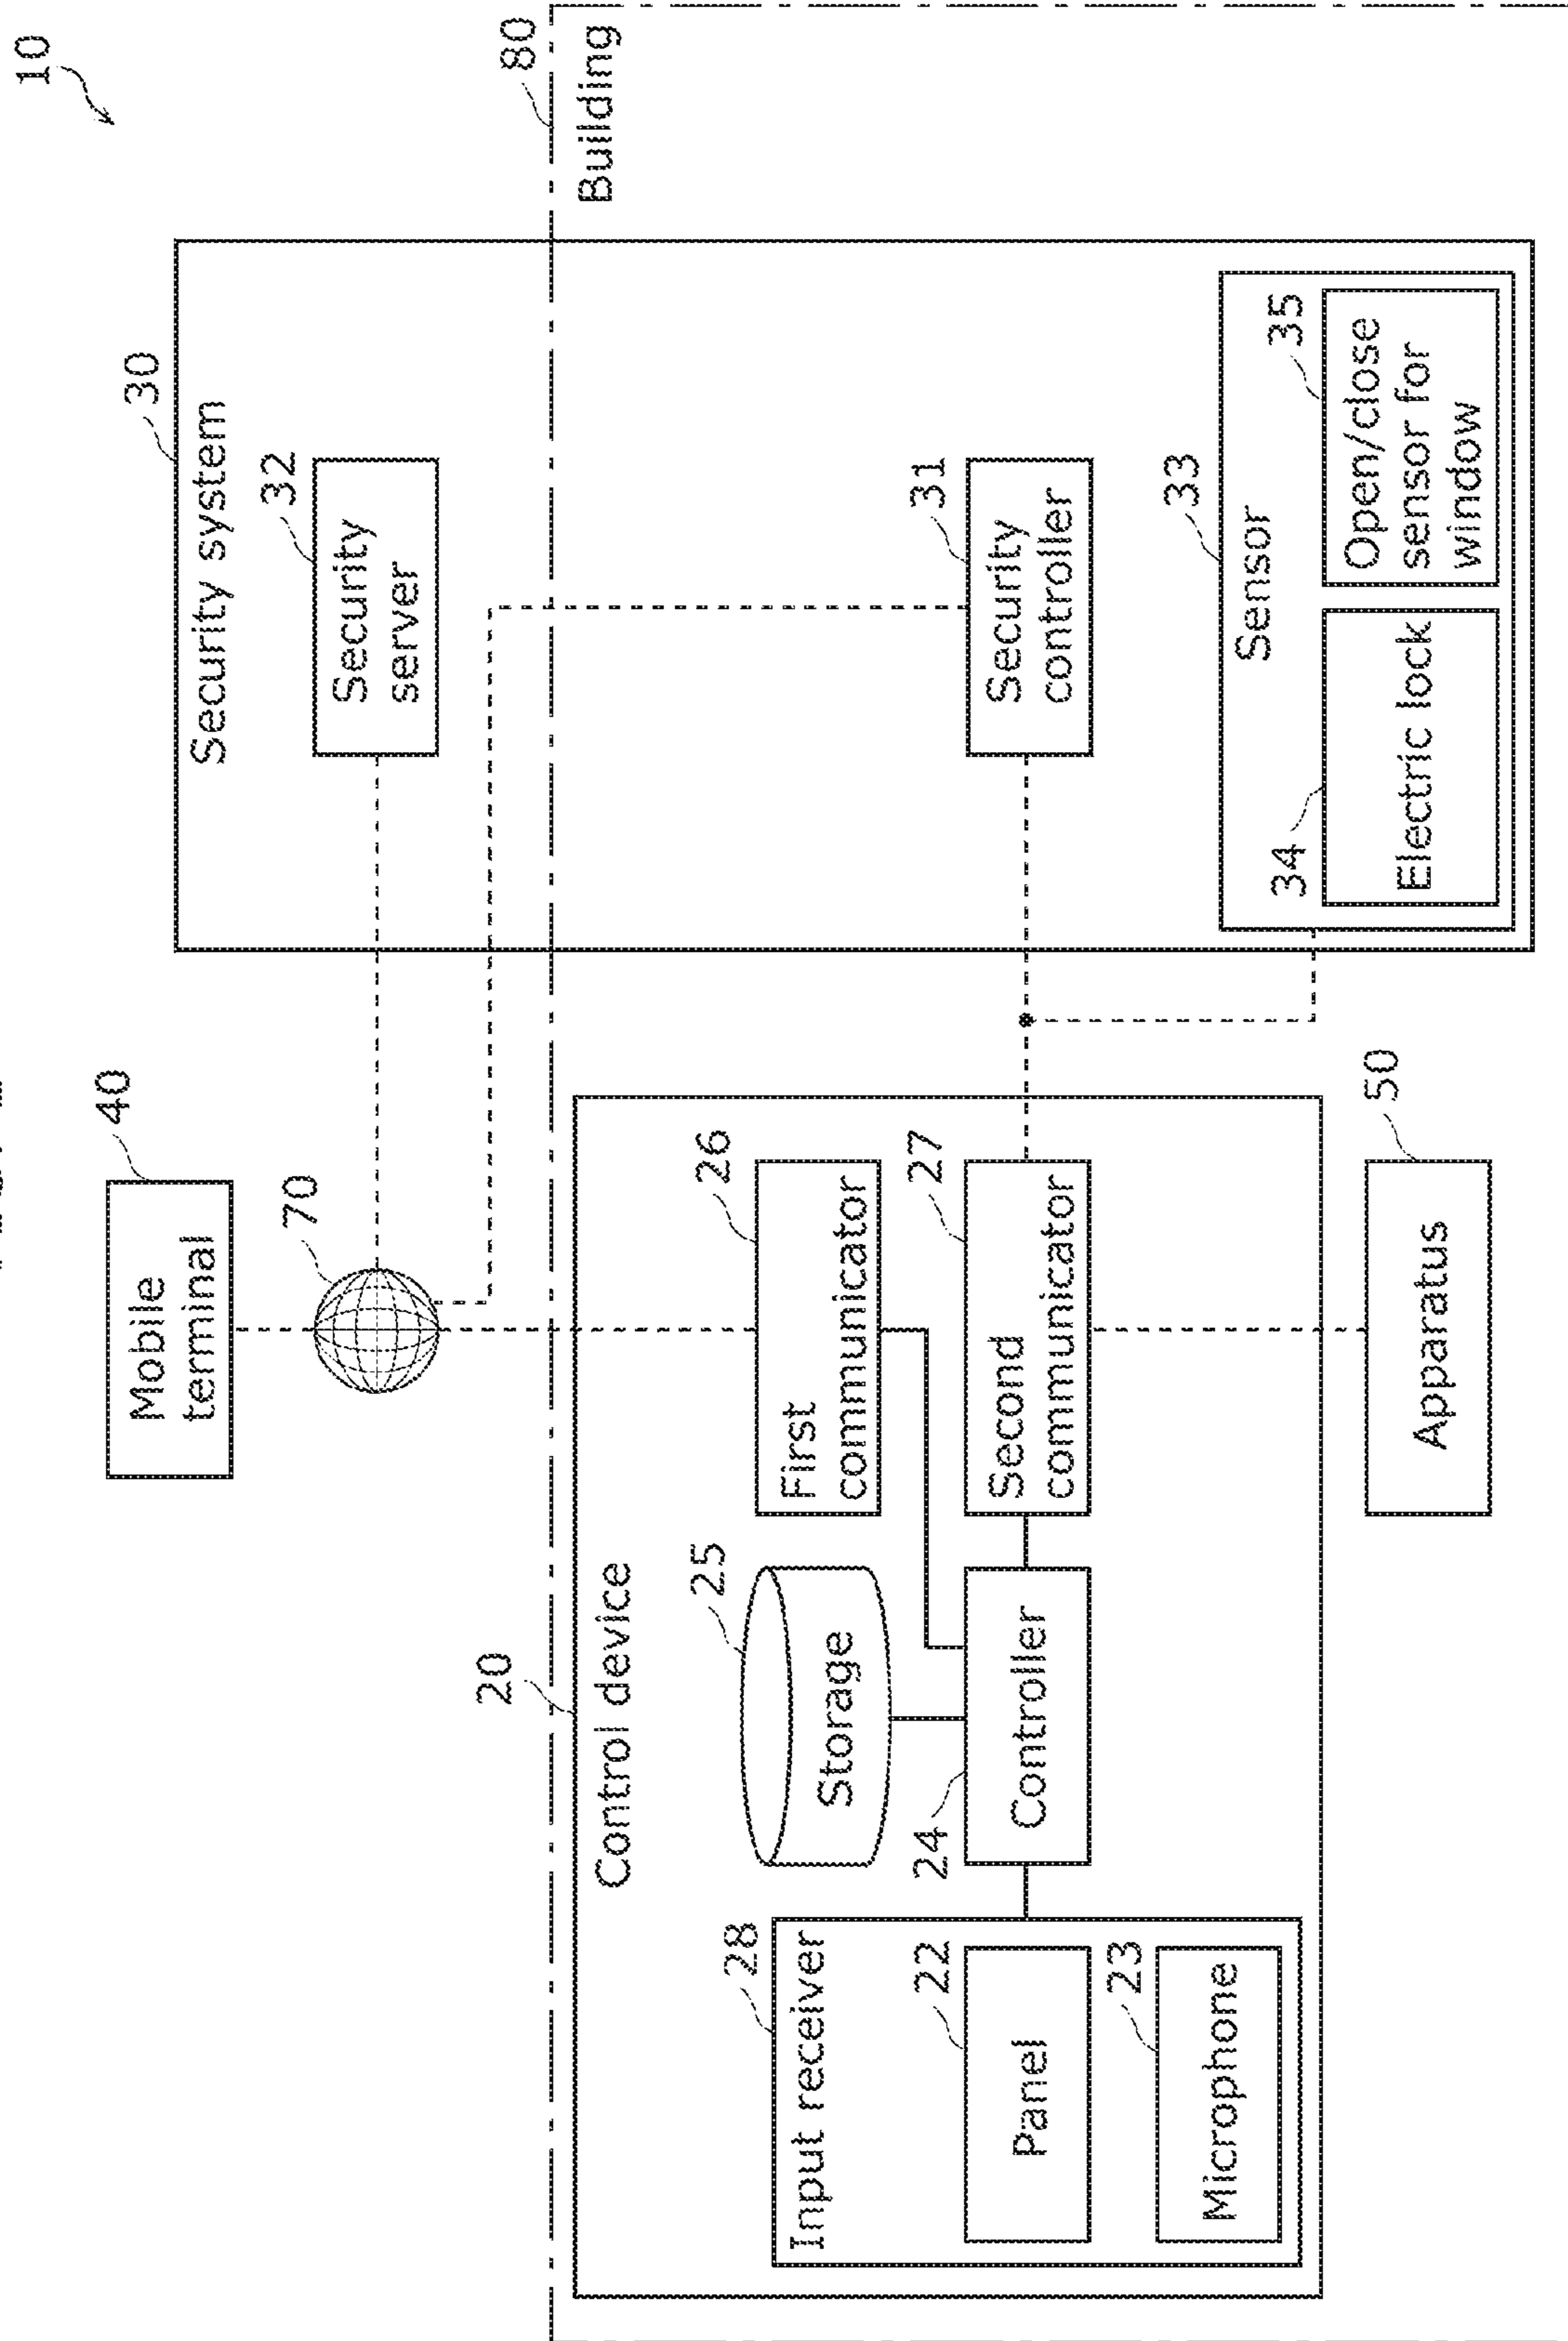 10
40
Mobile
terminal
30
Security system
70
32
Security
server
20
80
Control device
Building
25
26
28
Input receiver
Storage
First
communicator
24
22
27
31
Panel
Controller
Second
communicator
Security
controller
23
Microphone
33
Sensor
34
35
50
Apparatus
Electric lock
Open/close
sensor for
window